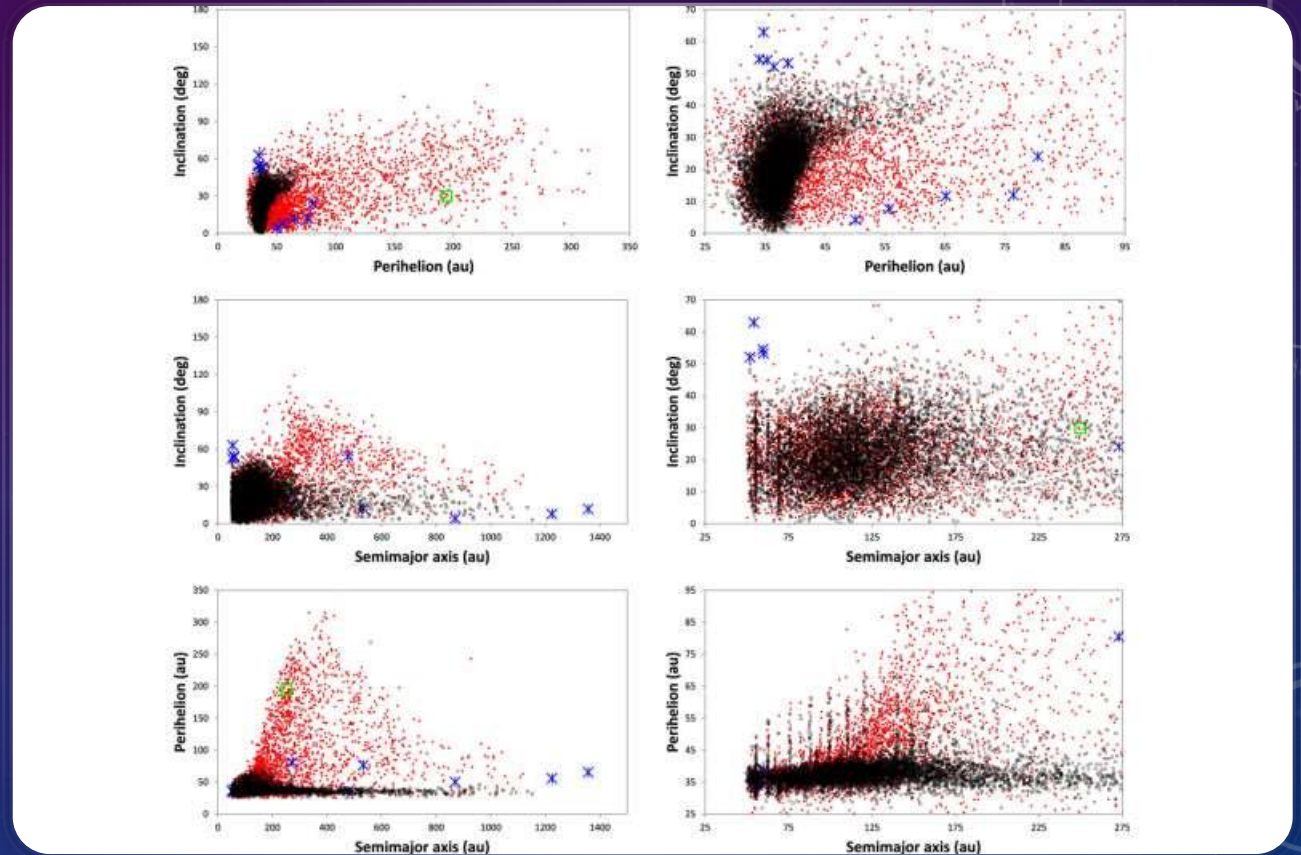 180
150
120
90
60
30
0
0 50 100 150 200 250 300 350
Inclination (deg)
Perihelion (au)
70
60
50
40
30
20
10
0
25 35 45 55 65 75 85 95
Inclination (deg)
Perihelion (au)
180
150
120
90
60
30
0
0 200 400 600 800 1000 1200 1400
Inclination (deg)
Semimajor axis (au)
70
60
50
40
30
20
10
0
25 75 125 175 225 275
Inclination (deg)
Semimajor axis (au)
350
300
250
200
150
100
50
0
0 200 400 600 800 1000 1200 1400
Perihelion (au)
Semimajor axis (au)
95
85
75
65
55
45
35
25
25 75 125 175 225 275
Perihelion (au)
Semimajor axis (au)